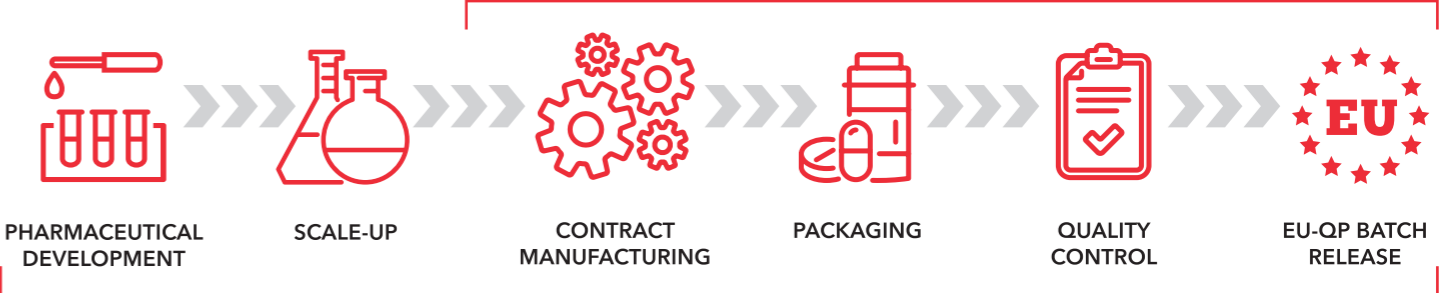 EU
PHARMACEUTICAL
DEVELOPMENT
SCALE-UP
CONTRACT
MANUFACTURING
PACKAGING
QUALITY
CONTROL
EU-QP BATCH
RELEASE